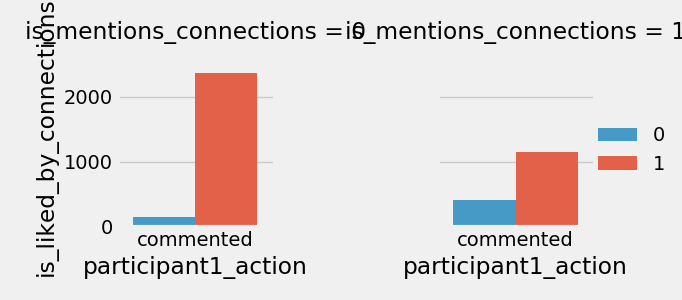 is_mentions_connections = 0
is_mentions_connections = 1
is_liked_by_connections
2000
1000
0
commented
commented
participant1_action
participant1_action
0
1